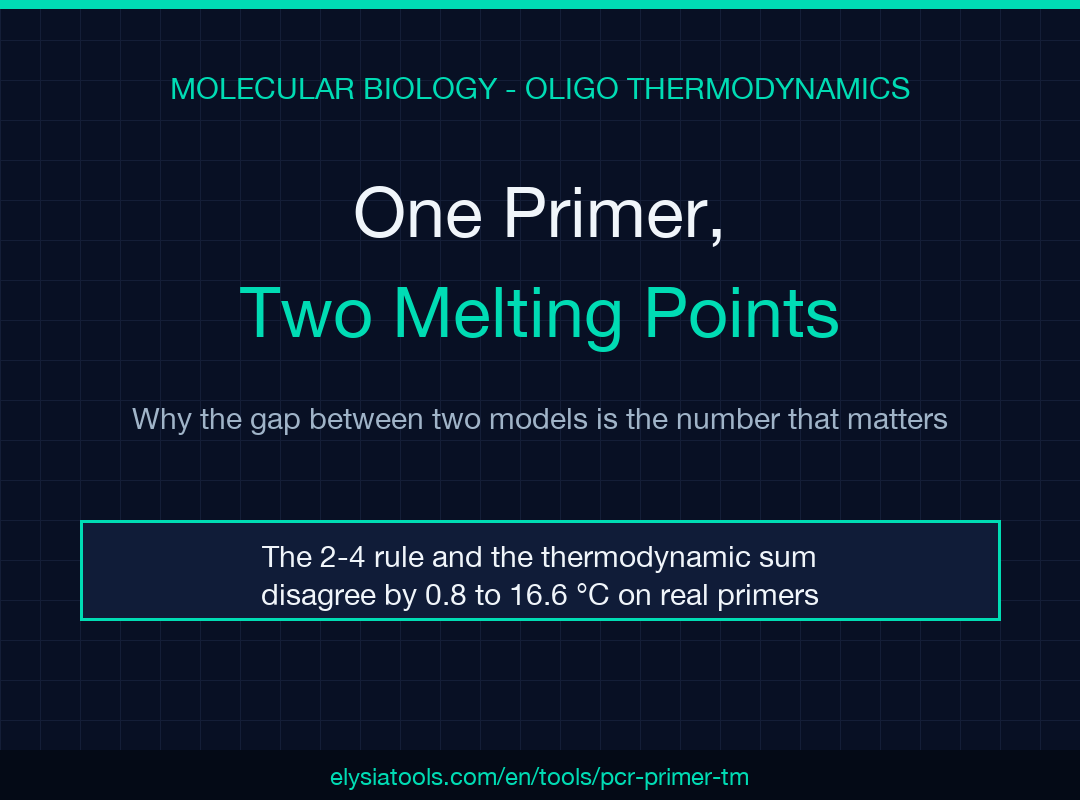 MOLECULAR BIOLOGY - OLIGO THERMODYNAMICS
One Primer,
Two Melting Points
Why the gap between two models is the number that matters
The 2-4 rule and the thermodynamic sum
disagree by 0.8 to 16.6 °C on real primers
elysiatools.com/en/tools/pcr-primer-tm